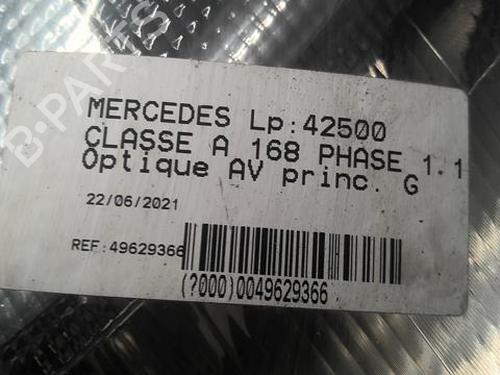 MERCEDES Lp:42500
CLASSE A 168 PHASE 1.1
Optique AV princ. G
22/06/2021
REF:49629366
(?000)0049629366
B-PARTS